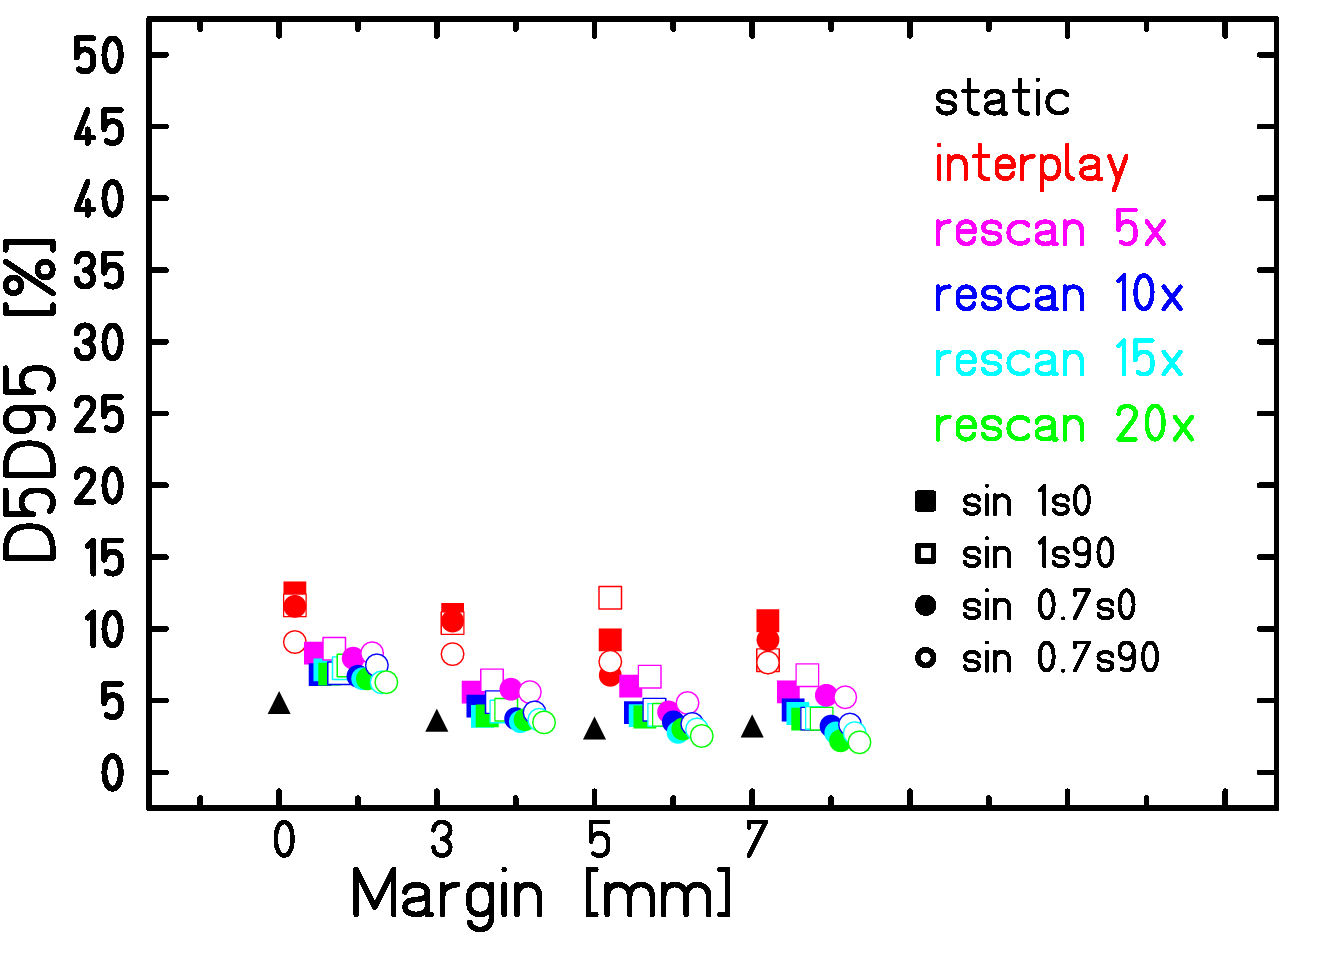 50
45
40
35
30
25
20
15
10
5
0
D5D95 [%]
static
interplay
rescan 5x
rescan 10x
rescan 15x
rescan 20x
sin 1s0
sin 1s90
sin 0.7s0
sin 0.7s90
0 3 5 7
Margin [mm]